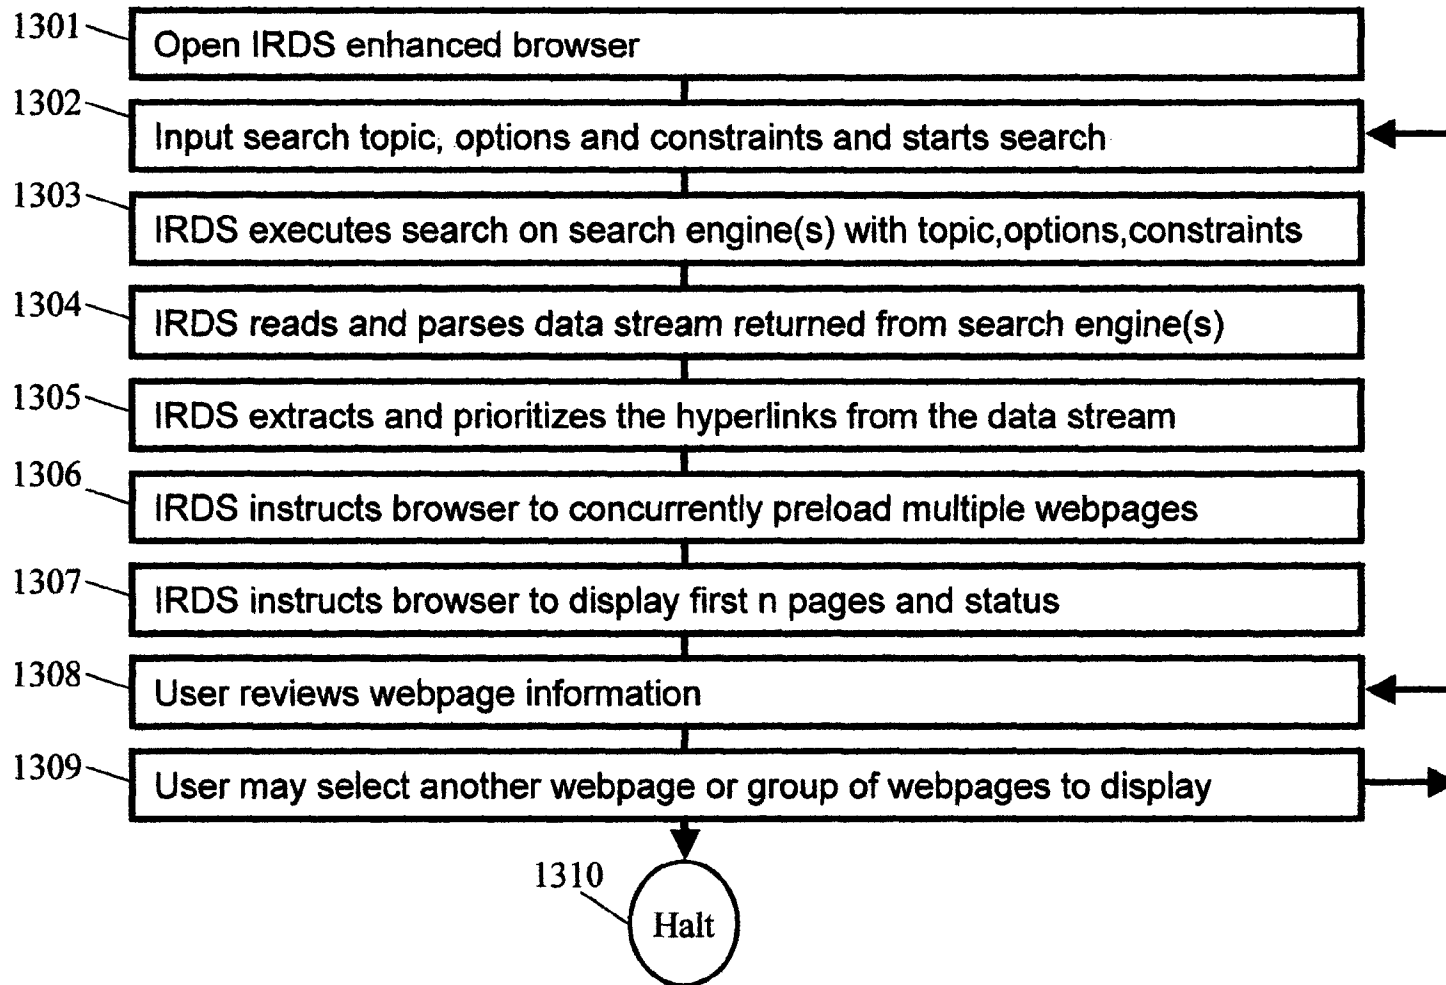 1301
Open IRDS enhanced browser
1302
Input search topic, options and constraints and starts search
1303
IRDS executes search on search engine(s) with topic,options,constraints
1304
IRDS reads and parses data stream returned from search engine(s)
1305
IRDS extracts and prioritizes the hyperlinks from the data stream
1306
IRDS instructs browser to concurrently preload multiple webpages
1307
IRDS instructs browser to display first n pages and status
1308
User reviews webpage information
1309
User may select another webpage or group of webpages to display
1310
Halt